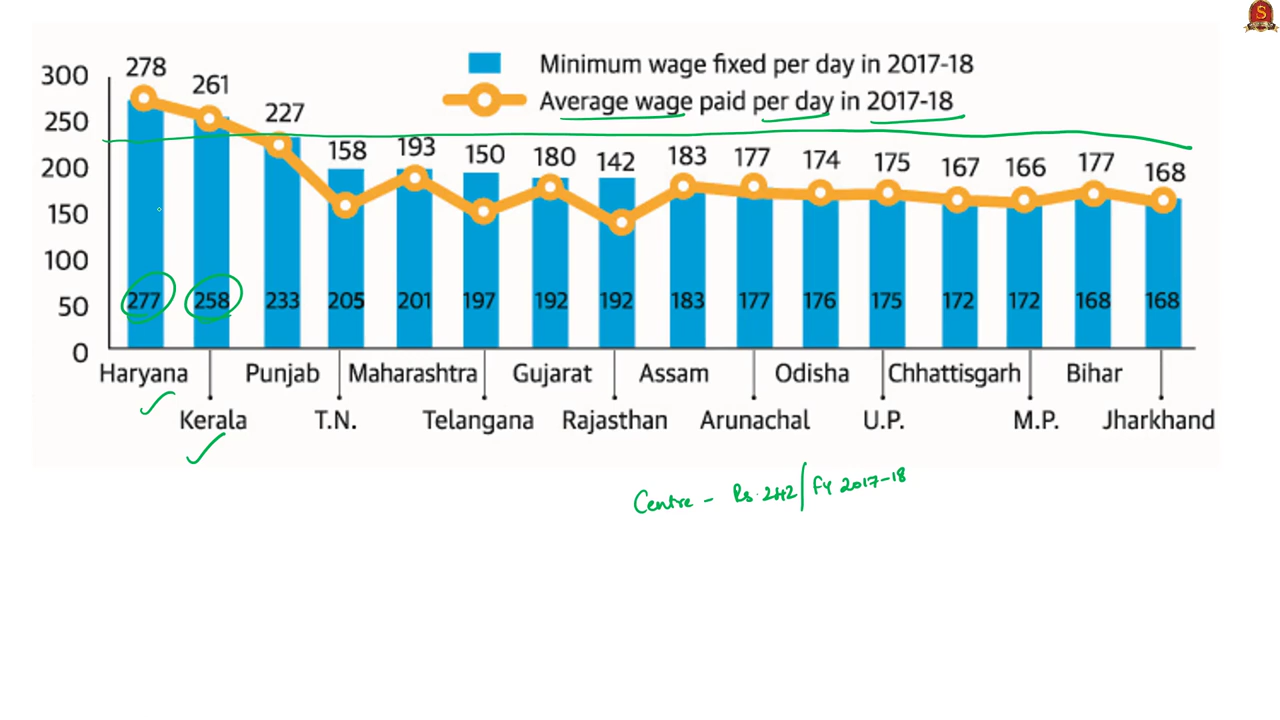 S
Minimum wage fixed per day in 2017-18
Average wage paid per day in 2017-18
300
250
200
150
100
50
0
278 261 227 158 193 150 180 142 183 177 174 175 167 166 177 168
277 258 233 205 201 197 192 192 183 177 176 175 172 172 168 168
Haryana Punjab Maharashtra Gujarat Assam Odisha Chhattisgarh Bihar
Kerala T.N. Telangana Rajasthan Arunachal U.P. M.P. Jharkhand
Centre - Rs. 242 | FY 2017-18